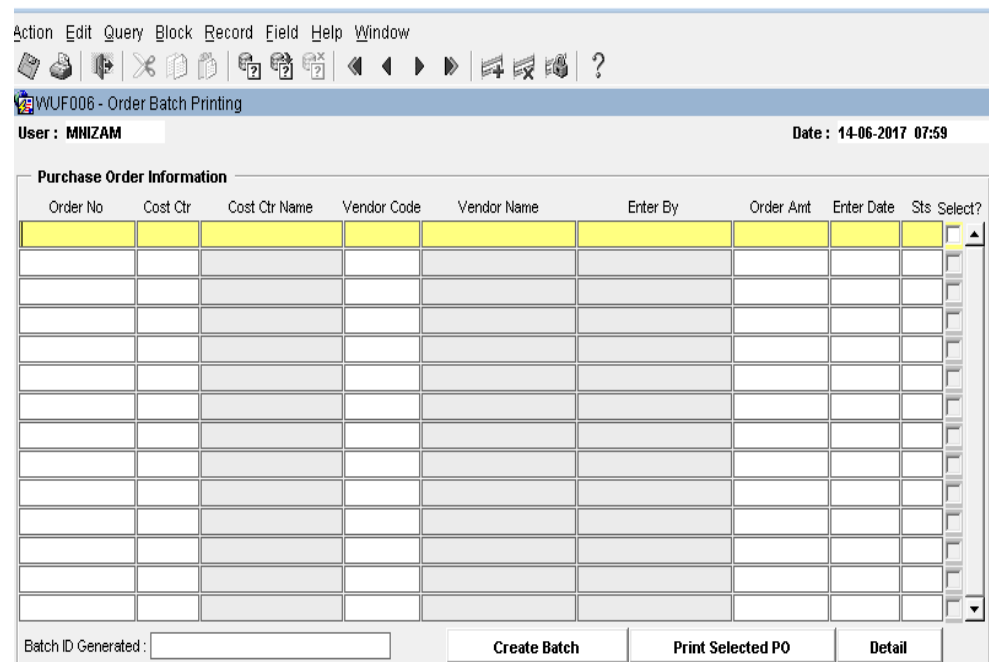 Action Edit Query Block Record Field Help Window
WUF006 - Order Batch Printing
User : MNIZAM Date : 14-06-2017 07:59
Purchase Order Information
Order No Cost Ctr Cost Ctr Name Vendor Code Vendor Name Enter By Order Amt Enter Date Sts Select?
Batch ID Generated : Create Batch Print Selected PO Detail